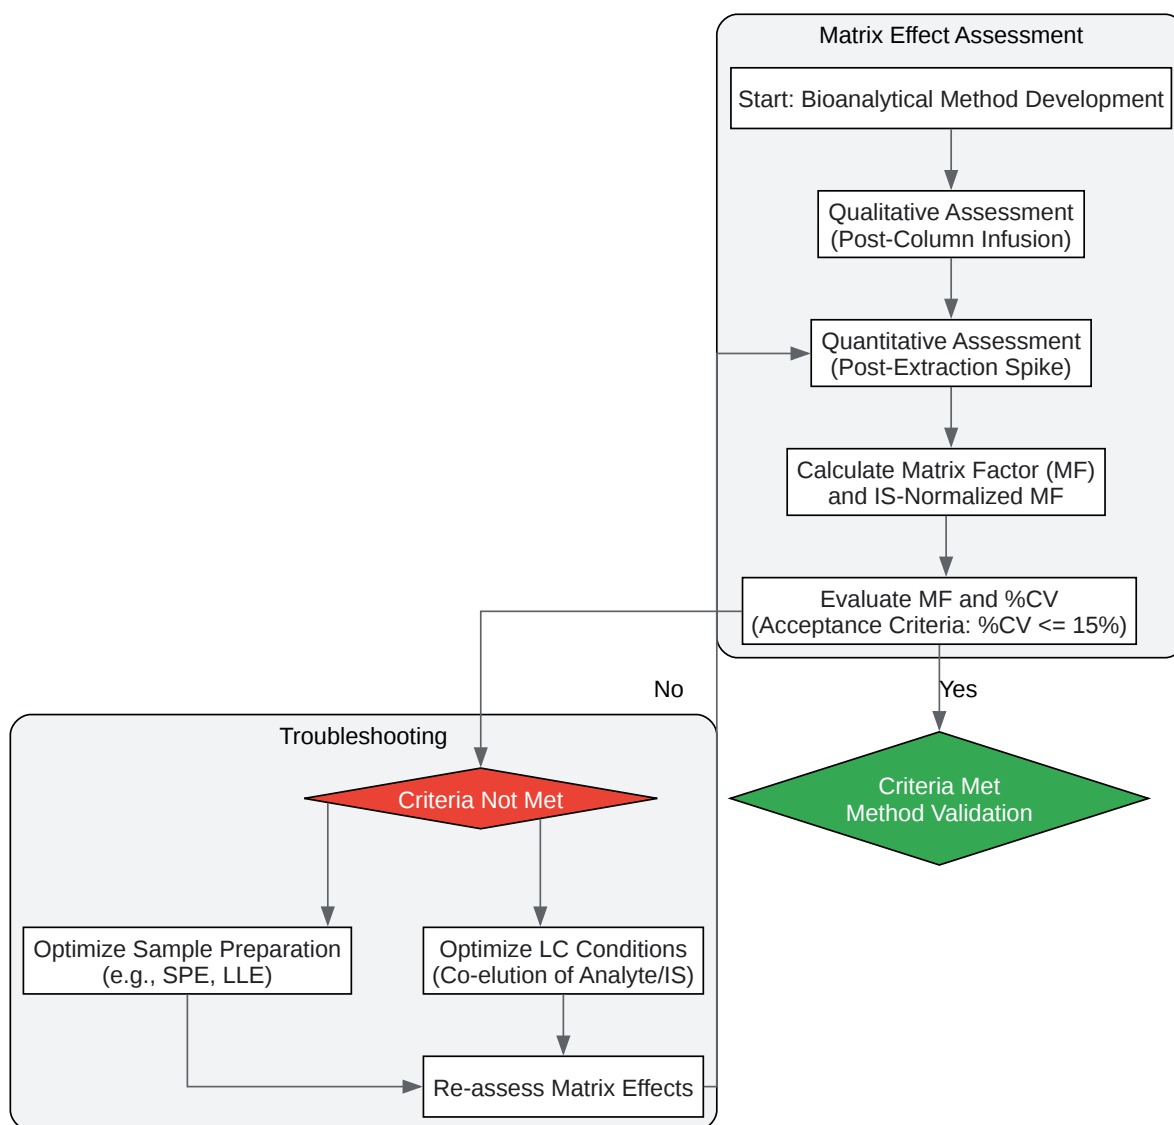 Matrix Effect Assessment
Start: Bioanalytical Method Development
Qualitative Assessment
(Post-Column Infusion)
Quantitative Assessment
(Post-Extraction Spike)
Calculate Matrix Factor (MF)
and IS-Normalized MF
Evaluate MF and %CV
(Acceptance Criteria: %CV <= 15%)
No
Yes
Troubleshooting
Criteria Not Met
Criteria Met
Method Validation
Optimize Sample Preparation
(e.g., SPE, LLE)
Optimize LC Conditions
(Co-elution of Analyte/IS)
Re-assess Matrix Effects